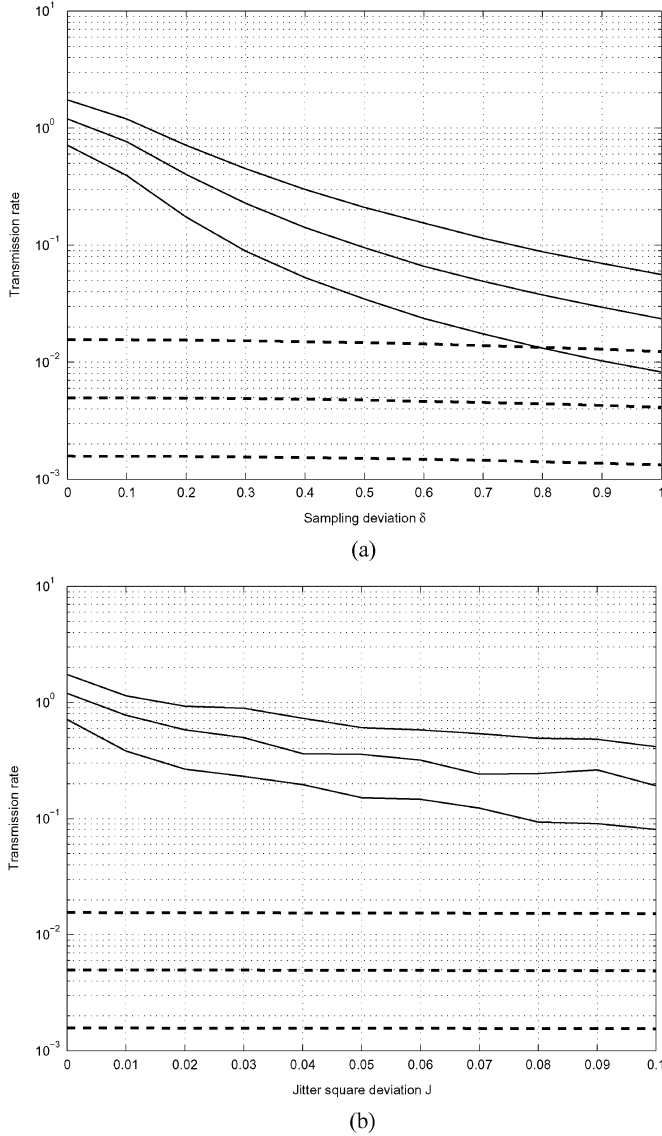 10^1
10^0
10^-1
10^-2
10^-3
Transmission rate
0 0.1 0.2 0.3 0.4 0.5 0.6 0.7 0.8 0.9 1
Sampling deviation δ
(a)
10^1
10^0
10^-1
10^-2
10^-3
Transmission rate
0 0.01 0.02 0.03 0.04 0.05 0.06 0.07 0.08 0.09 0.1
Jitter square deviation J
(b)